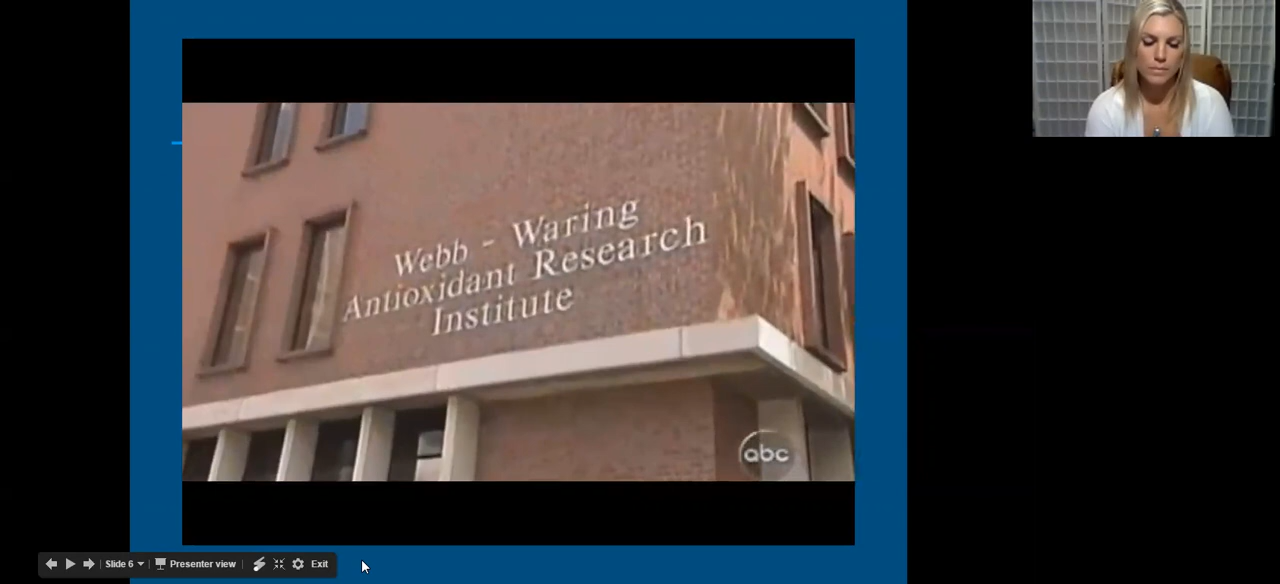 Webb - Waring
Antioxidant Research
Institute
abc
Slide 6
Presenter view
Exit